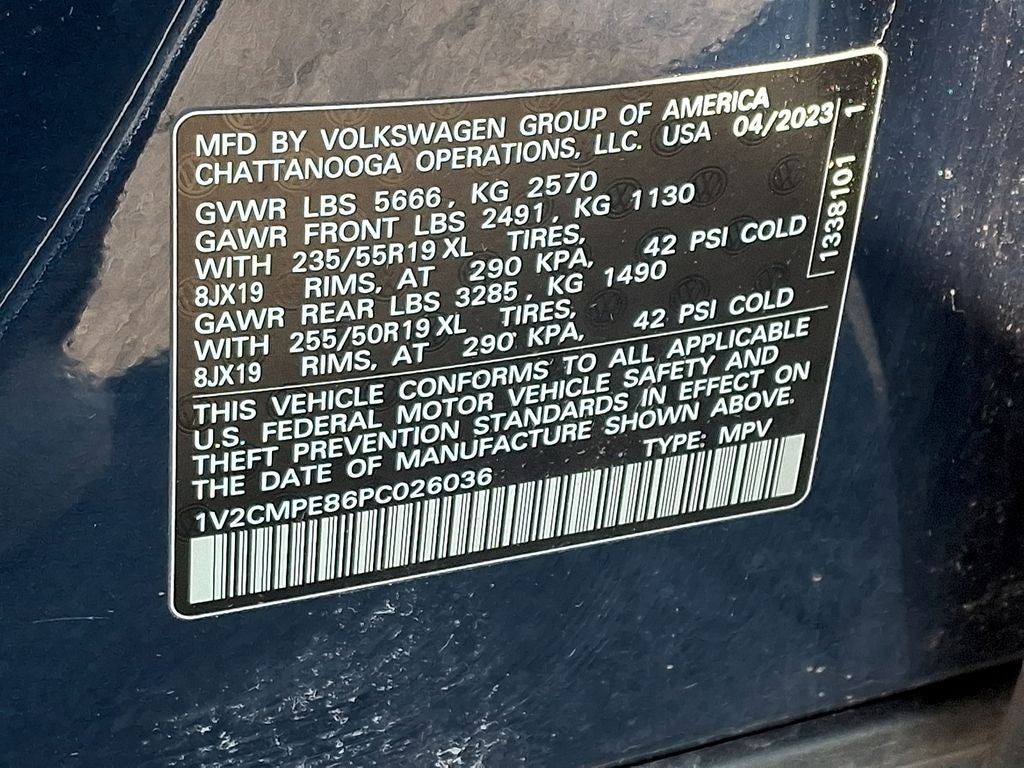 MFD BY VOLKSWAGEN GROUP OF AMERICA
CHATTANOOGA OPERATIONS, LLC. USA 04/2023
GVWR LBS 5666, KG 2570
GAWR FRONT LBS 2491, KG 1130
WITH 235/55R19 XL TIRES,
8JX19 RIMS, AT 290 KPA, 42 PSI COLD
GAWR REAR LBS 3285, KG 1490
WITH 255/50R19 XL TIRES,
8JX19 RIMS, AT 290 KPA, 42 PSI COLD
THIS VEHICLE CONFORMS TO ALL APPLICABLE
U.S. FEDERAL MOTOR VEHICLE SAFETY AND
THEFT PREVENTION STANDARDS IN EFFECT ON
THE DATE OF MANUFACTURE SHOWN ABOVE.
TYPE: MPV
1V2CMPE86PC026036
1338101 1